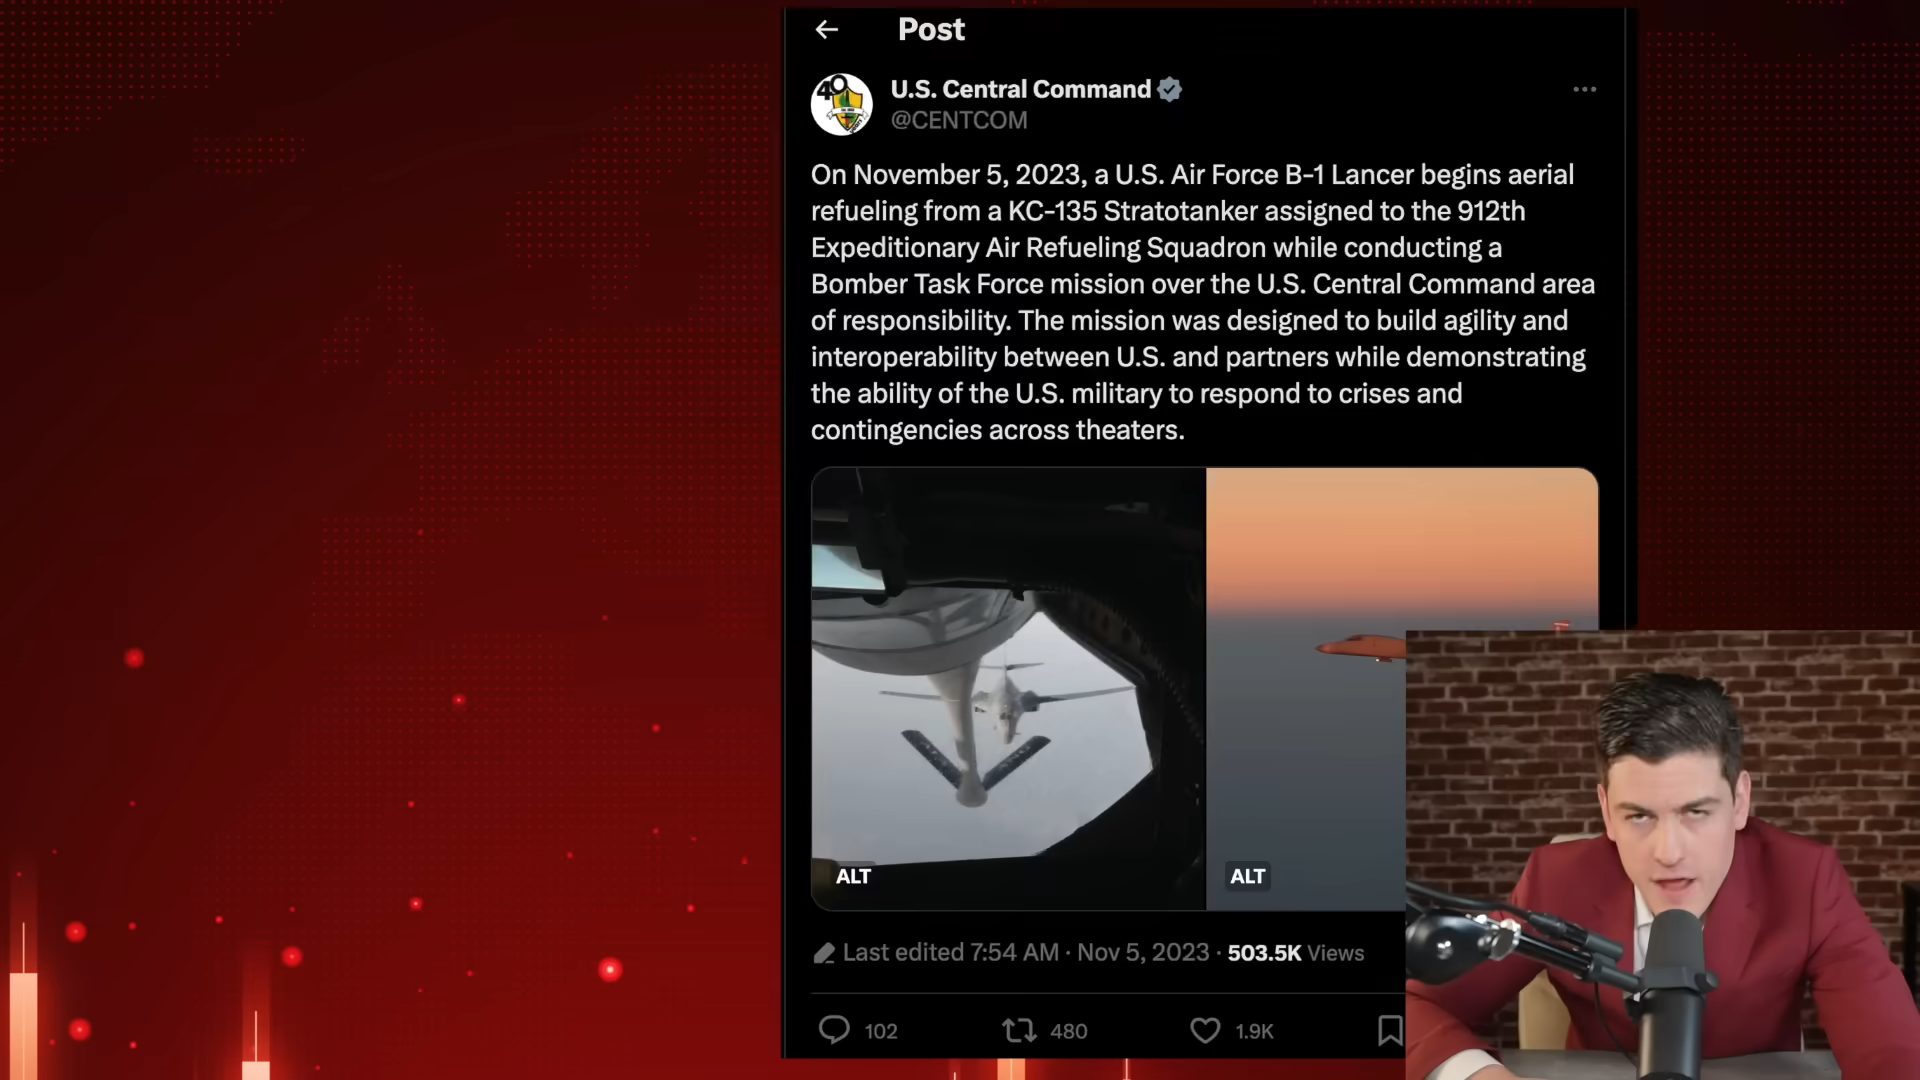 Post
U.S. Central Command
@CENTCOM
On November 5, 2023, a U.S. Air Force B-1 Lancer begins aerial
refueling from a KC-135 Stratotanker assigned to the 912th
Expeditionary Air Refueling Squadron while conducting a
Bomber Task Force mission over the U.S. Central Command area
of responsibility. The mission was designed to build agility and
interoperability between U.S. and partners while demonstrating
the ability of the U.S. military to respond to crises and
contingencies across theaters.
ALT
ALT
Last edited 7:54 AM · Nov 5, 2023 · 503.5K Views
102 480 1.9K